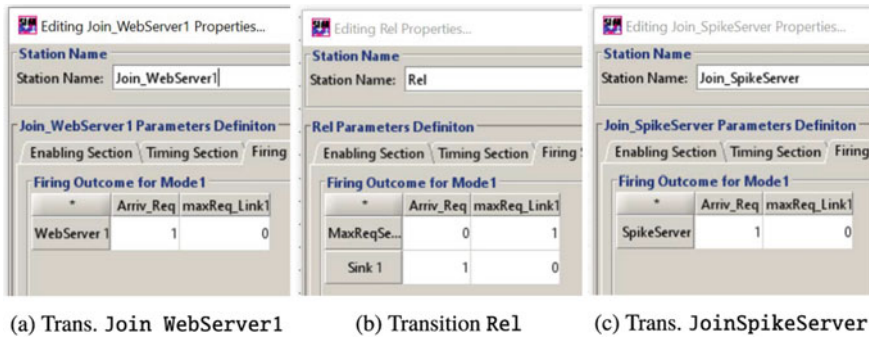 Editing Join_WebServer1 Properties...
Station Name
Station Name: Join_WebServer1
Join_WebServer1 Parameters Definiton
Enabling Section Timing Section Firing
Firing Outcome for Mode1
* Arriv_Req maxReq_Link1
WebServer 1 1 0
(a) Trans. Join WebServer1
Editing Rel Properties...
Station Name
Station Name: Rel
Rel Parameters Definiton
Enabling Section Timing Section Firing
Firing Outcome for Mode1
* Arriv_Req maxReq_Link1
MaxReqSe... 0 1
Sink 1 1 0
(b) Transition Rel
Editing Join_SpikeServer Properties...
Station Name
Station Name: Join_SpikeServer
Join_SpikeServer Parameters Definiton
Enabling Section Timing Section Firing
Firing Outcome for Mode1
* Arriv_Req maxReq_Link1
SpikeServer 1 0
(c) Trans. JoinSpikeServer